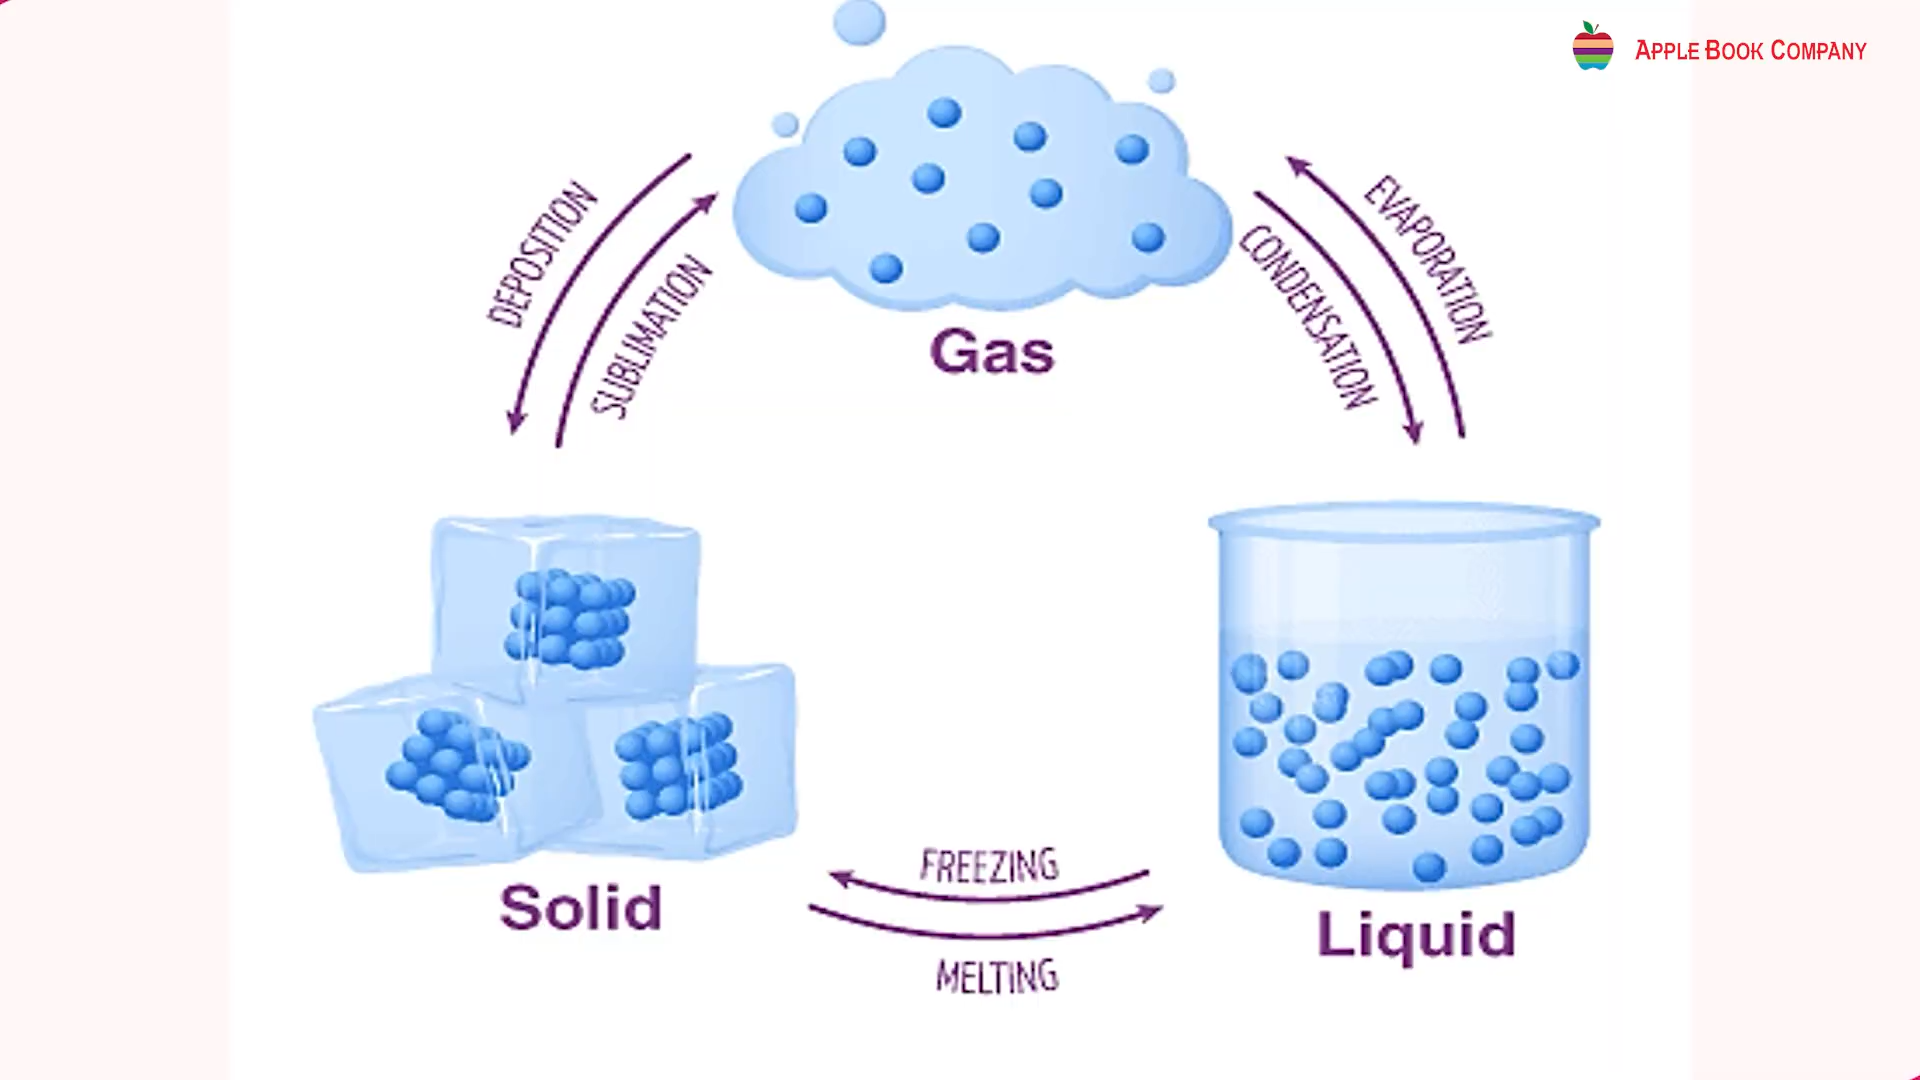 APPLE BOOK COMPANY
DEPOSITION
SUBLIMATION
EVAPORATION
CONDENSATION
Gas
FREEZING
Solid
Liquid
MELTING